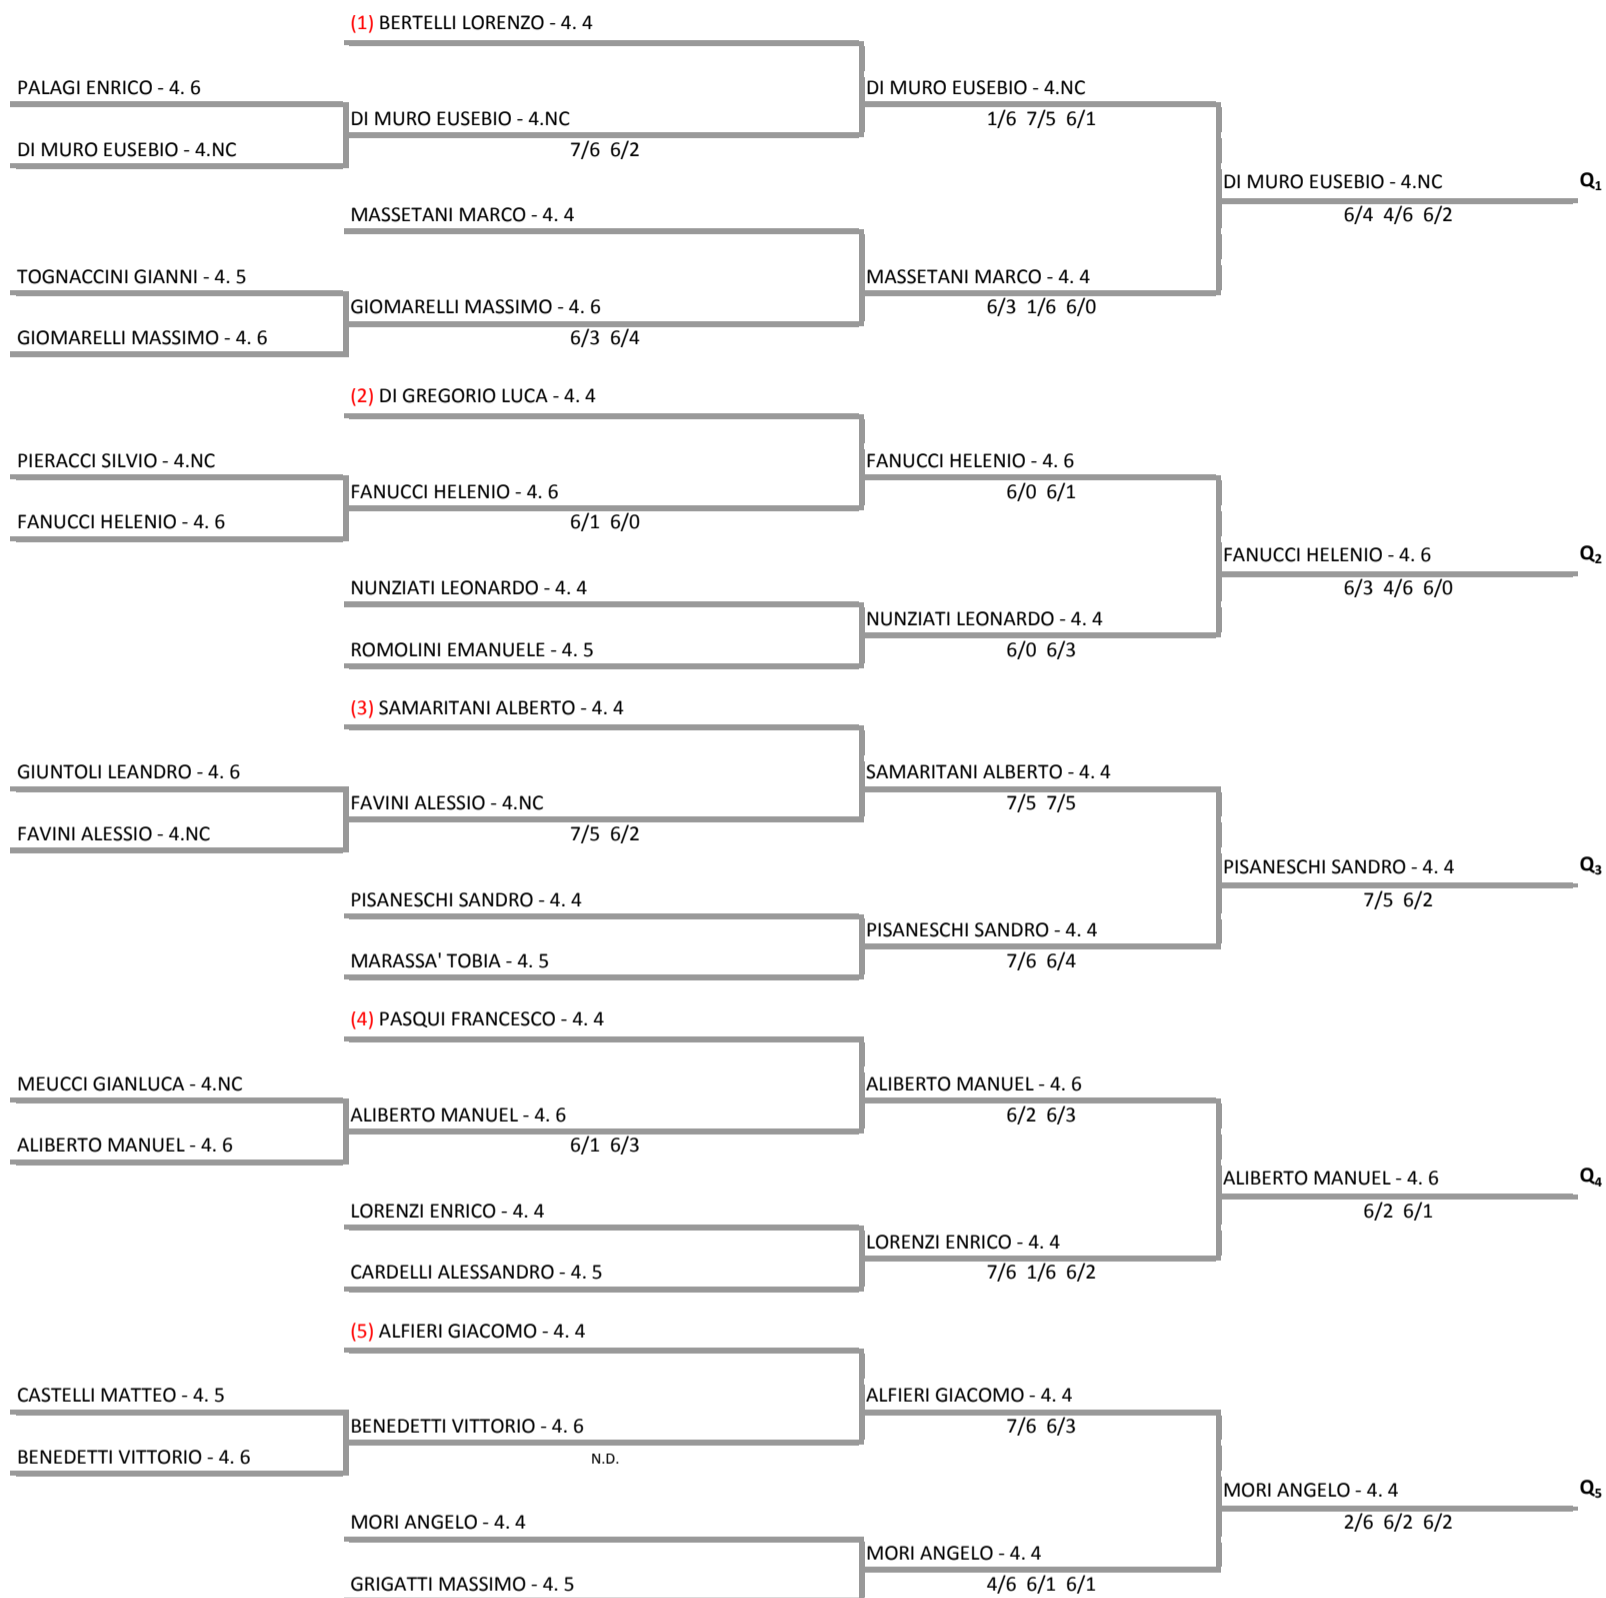 (1) BERTELLI LORENZO - 4. 4
PALAGI ENRICO - 4. 6
DI MURO EUSEBIO - 4.NC
1/6 7/5 6/1
DI MURO EUSEBIO - 4.NC
7/6 6/2
DI MURO EUSEBIO - 4.NC
DI MURO EUSEBIO - 4.NC
Q1
6/4 4/6 6/2
MASSETANI MARCO - 4. 4
TOGNACCINI GIANNI - 4. 5
MASSETANI MARCO - 4. 4
6/3 1/6 6/0
GIOMARELLI MASSIMO - 4. 6
6/3 6/4
GIOMARELLI MASSIMO - 4. 6
(2) DI GREGORIO LUCA - 4. 4
PIERACCI SILVIO - 4.NC
FANUCCI HELENIO - 4. 6
6/0 6/1
FANUCCI HELENIO - 4. 6
6/1 6/0
FANUCCI HELENIO - 4. 6
FANUCCI HELENIO - 4. 6
Q2
6/3 4/6 6/0
NUNZIATI LEONARDO - 4. 4
NUNZIATI LEONARDO - 4. 4
6/0 6/3
ROMOLINI EMANUELE - 4. 5
(3) SAMARITANI ALBERTO - 4. 4
GIUNTOLI LEANDRO - 4. 6
SAMARITANI ALBERTO - 4. 4
7/5 7/5
FAVINI ALESSIO - 4.NC
7/5 6/2
FAVINI ALESSIO - 4.NC
PISANESCHI SANDRO - 4. 4
Q3
7/5 6/2
PISANESCHI SANDRO - 4. 4
PISANESCHI SANDRO - 4. 4
7/6 6/4
MARASSA' TOBIA - 4. 5
(4) PASQUI FRANCESCO - 4. 4
MEUCCI GIANLUCA - 4.NC
ALIBERTO MANUEL - 4. 6
6/2 6/3
ALIBERTO MANUEL - 4. 6
6/1 6/3
ALIBERTO MANUEL - 4. 6
ALIBERTO MANUEL - 4. 6
Q4
6/2 6/1
LORENZI ENRICO - 4. 4
LORENZI ENRICO - 4. 4
7/6 1/6 6/2
CARDELLI ALESSANDRO - 4. 5
(5) ALFIERI GIACOMO - 4. 4
CASTELLI MATTEO - 4. 5
ALFIERI GIACOMO - 4. 4
7/6 6/3
BENEDETTI VITTORIO - 4. 6
N.D.
BENEDETTI VITTORIO - 4. 6
MORI ANGELO - 4. 4
Q5
2/6 6/2 6/2
MORI ANGELO - 4. 4
MORI ANGELO - 4. 4
4/6 6/1 6/1
GRIGATTI MASSIMO - 4. 5